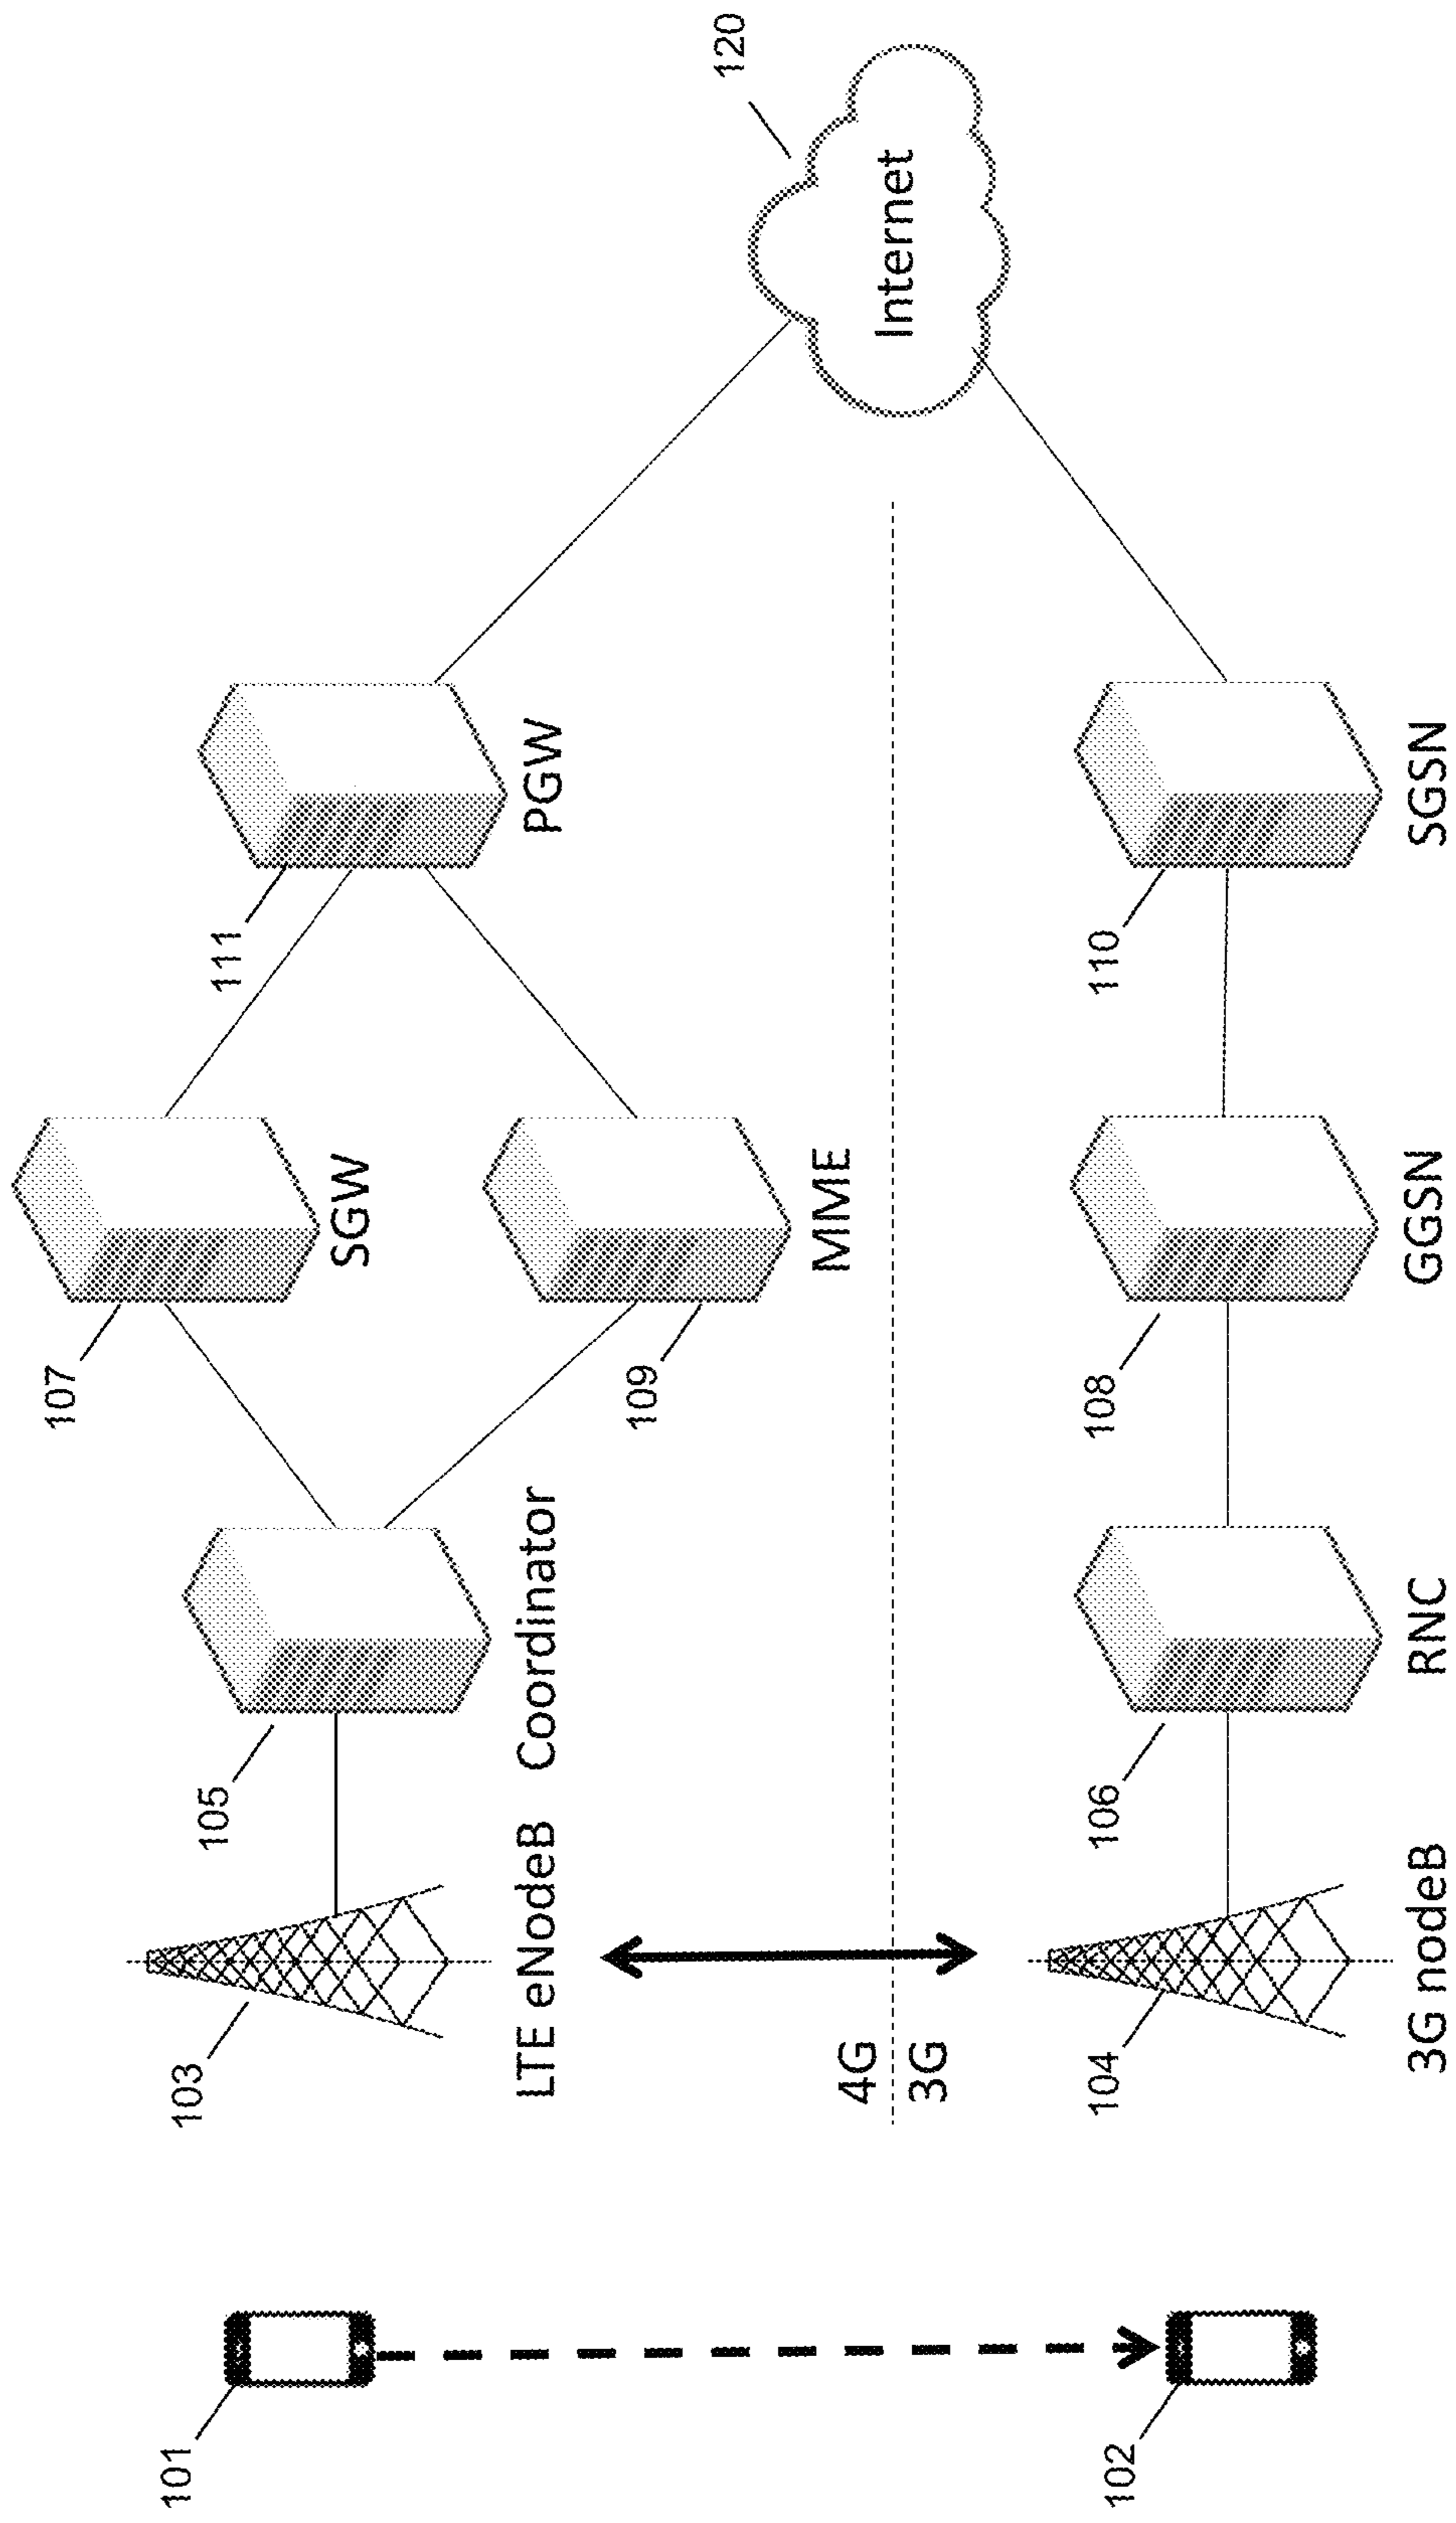 107
SGW
111
PGW
105
Coordinator
103
LTE eNodeB
109
MME
120
Internet
101
4G
3G
104
3G nodeB
106
RNC
108
GGSN
110
SGSN
102